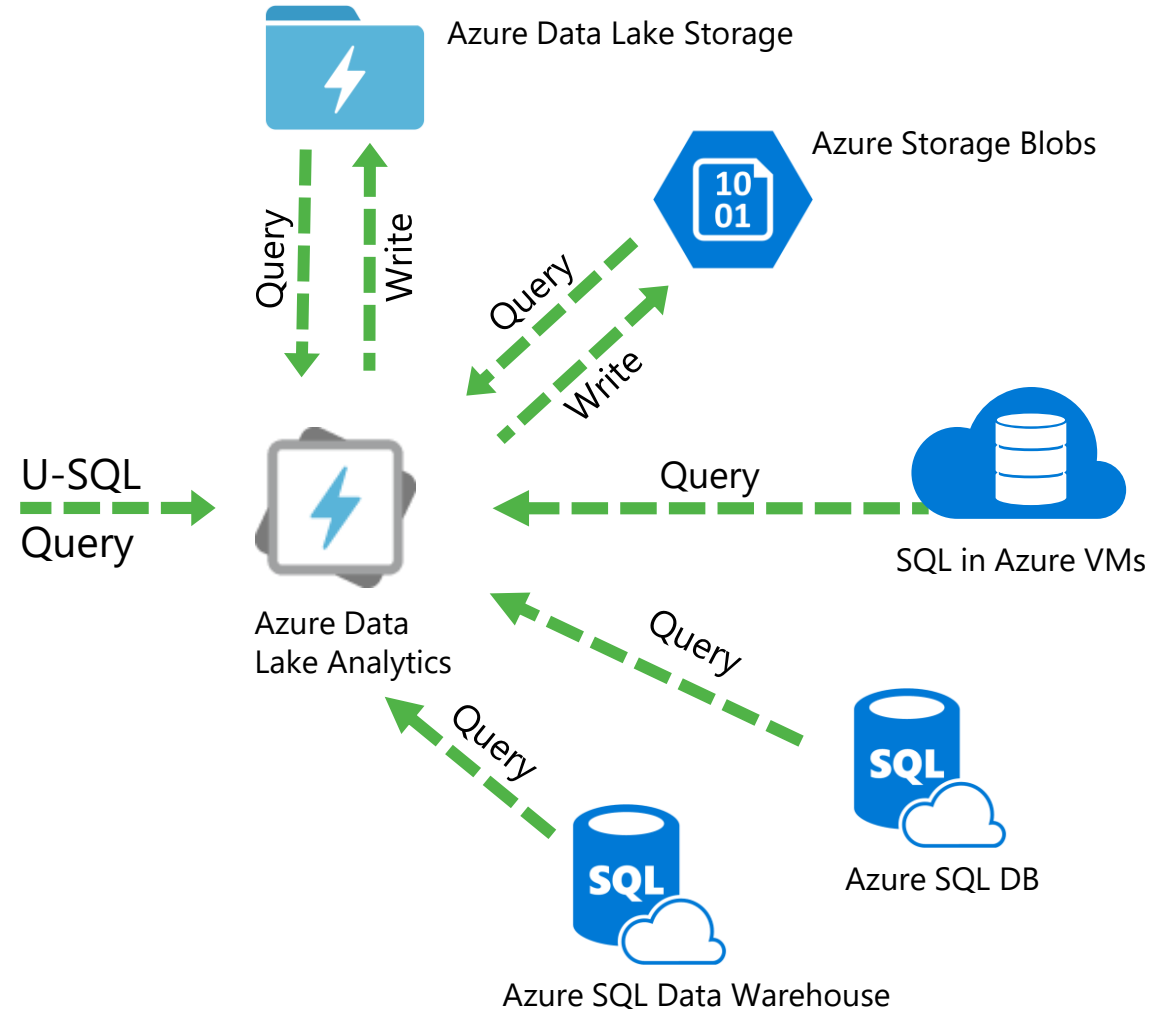 Azure Data Lake Storage
Azure Storage Blobs
10
01
Query
Write
Query
Write
U-SQL
Query
Query
SQL in Azure VMs
Azure Data
Lake Analytics
Query
Query
SQL
Azure SQL DB
SQL
Azure SQL Data Warehouse